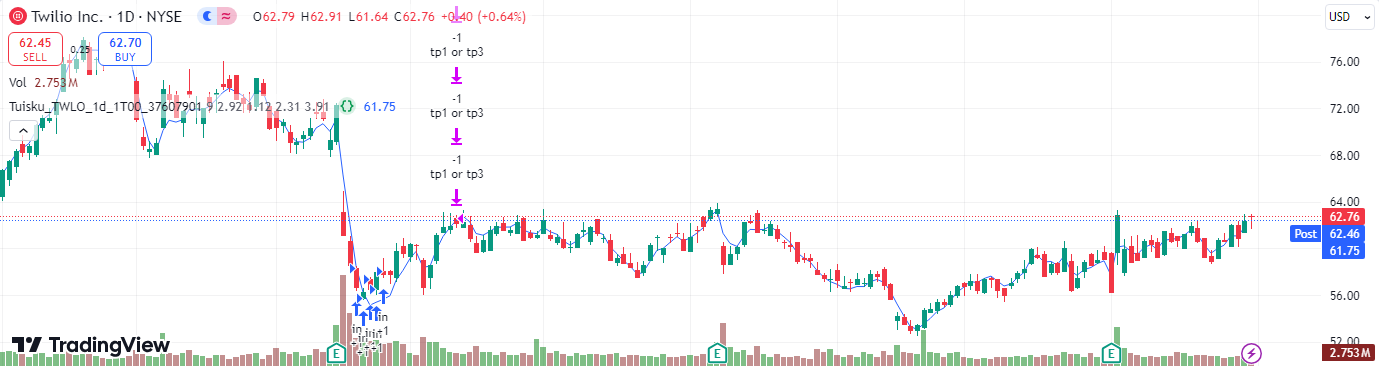 Twilio Inc. · 1D · NYSE O62.79 H62.91 L61.64 C62.76 +0.40 (+0.64%)
USD
62.45
SELL
0.25
62.70
BUY
Vol 2.753 M
Tuisku_TWLO_1d_1T00_37607901 9 2.92 1.12 2.31 3.91 {} 61.75
-1
tp1 or tp3
-1
tp1 or tp3
-1
tp1 or tp3
76.00
72.00
68.00
64.00
62.76
Post 62.46
61.75
56.00
52.00
2.753 M
in
+1
E
E
E
TradingView